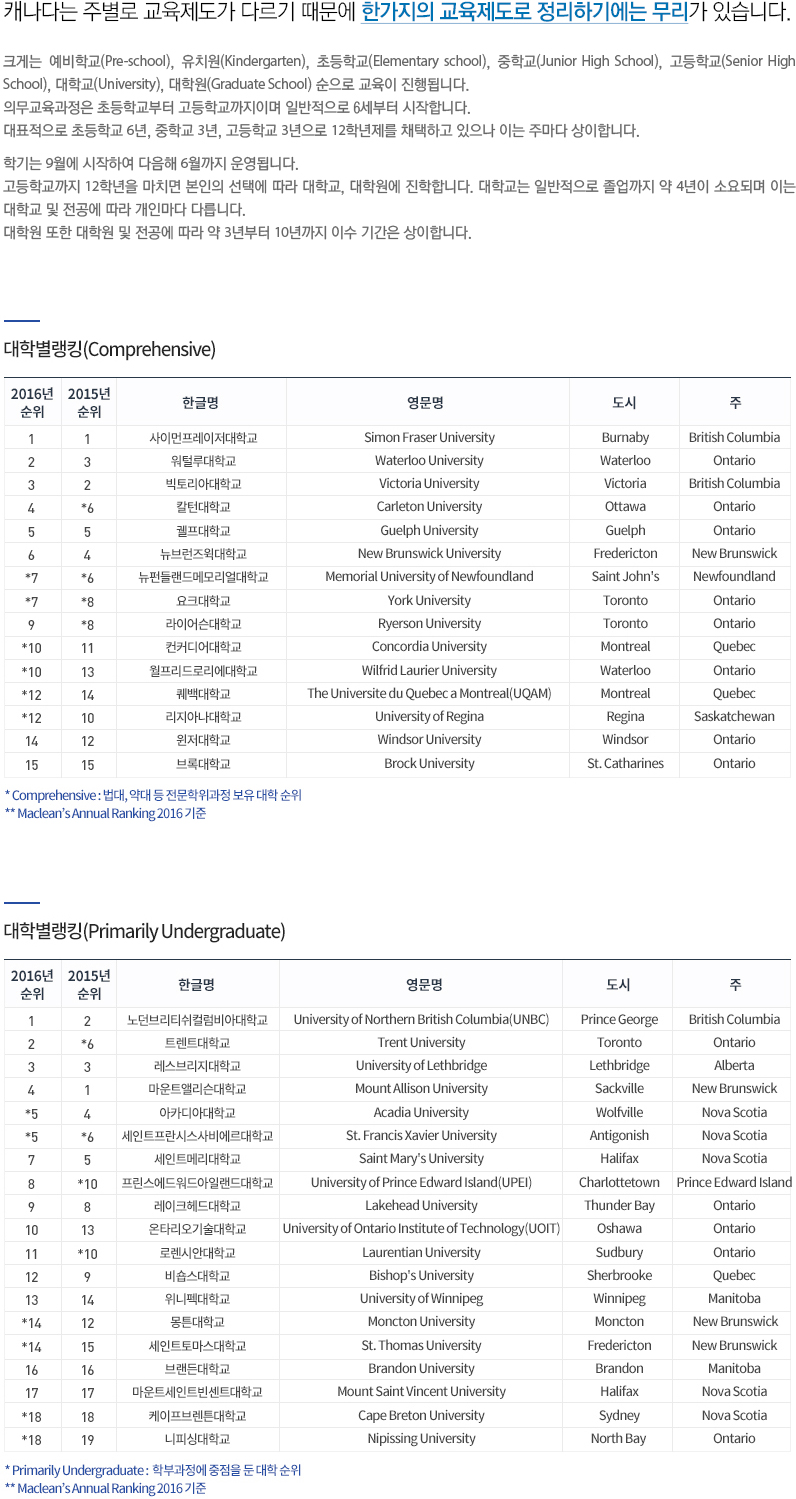 캐나다는 주별로 교육제도가 다르기 때문에 한가지의 교육제도로 정리하기에는 무리가 있습니다.
크게는 예비학교(Pre-school), 유치원(Kindergarten), 초등학교(Elementary school), 중학교(Junior High School), 고등학교(Senior High
School), 대학교(University), 대학원(Graduate School) 순으로 교육이 진행됩니다.
의무교육과정은 초등학교부터 고등학교까지이며 일반적으로 6세부터 시작합니다.
대표적으로 초등학교 6년, 중학교 3년, 고등학교 3년으로 12학년제를 채택하고 있으나 이는 주마다 상이합니다.
학기는 9월에 시작하여 다음해 6월까지 운영됩니다.
고등학교까지 12학년을 마치면 본인의 선택에 따라 대학교, 대학원에 진학합니다. 대학교는 일반적으로 졸업까지 약 4년이 소요되며 이는
대학교 및 전공에 따라 개인마다 다릅니다.
대학원 또한 대학원 및 전공에 따라 약 3년부터 10년까지 이수 기간은 상이합니다.
대학별랭킹(Comprehensive)
2016년 순위 2015년 순위 한글명 영문명 도시 주
1 1 사이먼프레이저대학교 Simon Fraser University Burnaby British Columbia
2 3 워털루대학교 Waterloo University Waterloo Ontario
3 2 빅토리아대학교 Victoria University Victoria British Columbia
4 *6 칼턴대학교 Carleton University Ottawa Ontario
5 5 궬프대학교 Guelph University Guelph Ontario
6 4 뉴브런즈윅대학교 New Brunswick University Fredericton New Brunswick
*7 *6 뉴펀들랜드메모리얼대학교 Memorial University of Newfoundland Saint John's Newfoundland
*7 *8 요크대학교 York University Toronto Ontario
9 *8 라이어슨대학교 Ryerson University Toronto Ontario
*10 11 컨커디어대학교 Concordia University Montreal Quebec
*10 13 월프리드로리에대학교 Wilfrid Laurier University Waterloo Ontario
*12 14 퀘백대학교 The Universite du Quebec a Montreal(UQAM) Montreal Quebec
*12 10 리지아나대학교 University of Regina Regina Saskatchewan
14 12 윈저대학교 Windsor University Windsor Ontario
15 15 브록대학교 Brock University St. Catharines Ontario
* Comprehensive : 법대, 약대 등 전문학위과정 보유 대학 순위
** Maclean's Annual Ranking 2016 기준
대학별랭킹(Primarily Undergraduate)
2016년 순위 2015년 순위 한글명 영문명 도시 주
1 2 노던브리티쉬컬럼비아대학교 University of Northern British Columbia(UNBC) Prince George British Columbia
2 *6 트렌트대학교 Trent University Toronto Ontario
3 3 레스브리지대학교 University of Lethbridge Lethbridge Alberta
4 1 마운트앨리슨대학교 Mount Allison University Sackville New Brunswick
*5 4 아카디아대학교 Acadia University Wolfville Nova Scotia
*5 *6 세인트프란시스사비에르대학교 St. Francis Xavier University Antigonish Nova Scotia
7 5 세인트메리대학교 Saint Mary's University Halifax Nova Scotia
8 *10 프린스에드워드아일랜드대학교 University of Prince Edward Island(UPEI) Charlottetown Prince Edward Island
9 8 레이크헤드대학교 Lakehead University Thunder Bay Ontario
10 13 온타리오기술대학교 University of Ontario Institute of Technology(UOIT) Oshawa Ontario
11 *10 로렌시안대학교 Laurentian University Sudbury Ontario
12 9 비숍스대학교 Bishop's University Sherbrooke Quebec
13 14 위니펙대학교 University of Winnipeg Winnipeg Manitoba
*14 12 몽튼대학교 Moncton University Moncton New Brunswick
*14 15 세인트토마스대학교 St. Thomas University Fredericton New Brunswick
16 16 브랜든대학교 Brandon University Brandon Manitoba
17 17 마운트세인트빈센트대학교 Mount Saint Vincent University Halifax Nova Scotia
*18 18 케이프브렌튼대학교 Cape Breton University Sydney Nova Scotia
*18 19 니피싱대학교 Nipissing University North Bay Ontario
* Primarily Undergraduate : 학부과정에 중점을 둔 대학 순위
** Maclean's Annual Ranking 2016 기준